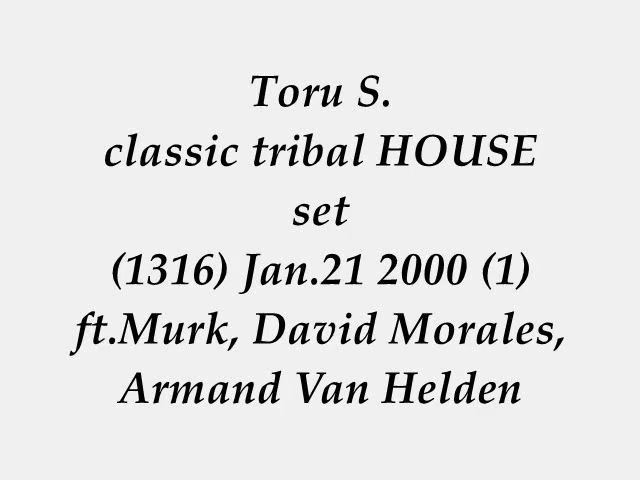 Toru S.
classic tribal HOUSE
set
(1316) Jan.21 2000 (1)
ft.Murk, David Morales,
Armand Van Helden